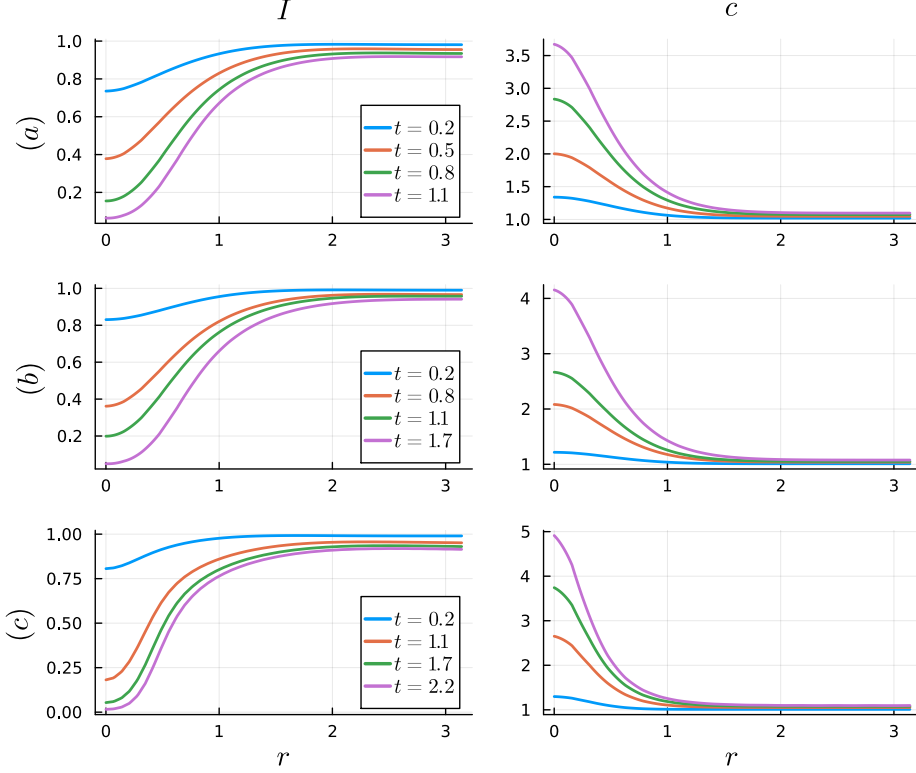 I
c
(a)
1.0
0.8
0.6
0.4
0.2
0
1
2
3
t = 0.2
t = 0.5
t = 0.8
t = 1.1
3.5
3.0
2.5
2.0
1.5
1.0
0
1
2
3
(b)
1.0
0.8
0.6
0.4
0.2
0
1
2
3
t = 0.2
t = 0.8
t = 1.1
t = 1.7
4
3
2
1
0
1
2
3
(c)
1.00
0.75
0.50
0.25
0.00
0
1
2
3
t = 0.2
t = 1.1
t = 1.7
t = 2.2
r
5
4
3
2
1
0
1
2
3
r